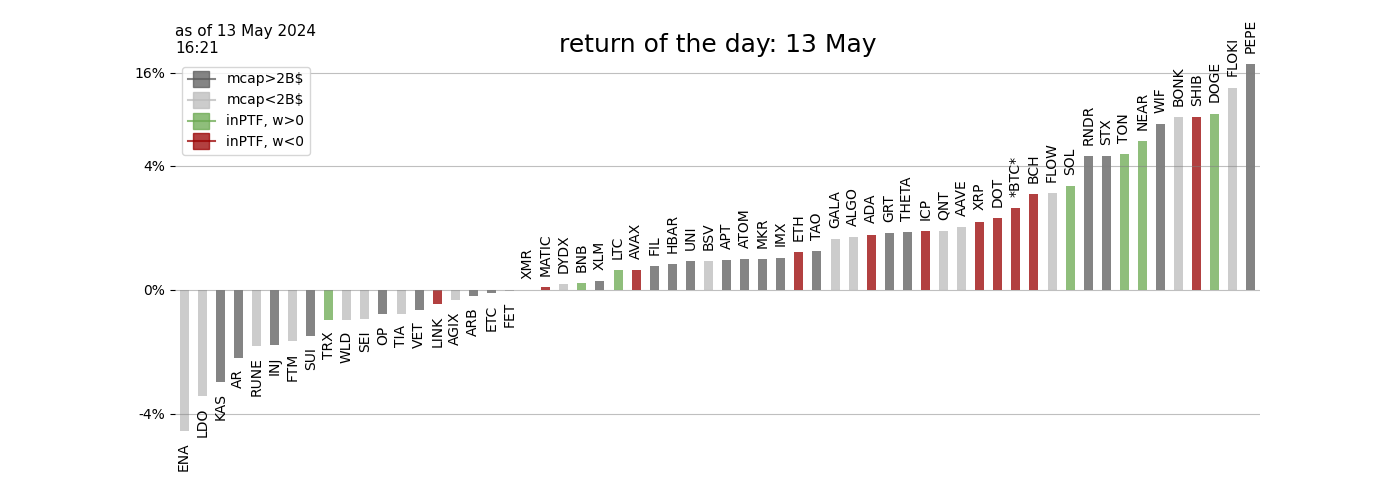 as of 13 May 2024
16:21
return of the day: 13 May
mcap>2B$
mcap<2B$
inPTF, w>0
inPTF, w<0
16%
4%
0%
-4%
ENA
LDO
KAS
AR
RUNE
INJ
FTM
SUI
TRX
WLD
SEI
OP
TIA
VET
LINK
AGIX
ARB
ETC
FET
XMR
MATIC
DYDX
BNB
XLM
LTC
AVAX
FIL
HBAR
UNI
BSV
APT
ATOM
MKR
IMX
ETH
TAO
GALA
ALGO
ADA
GRT
THETA
ICP
QNT
AAVE
XRP
DOT
*BTC*
BCH
FLOW
SOL
RNDR
STX
TON
NEAR
WIF
BONK
SHIB
DOGE
FLOKI
PEPE